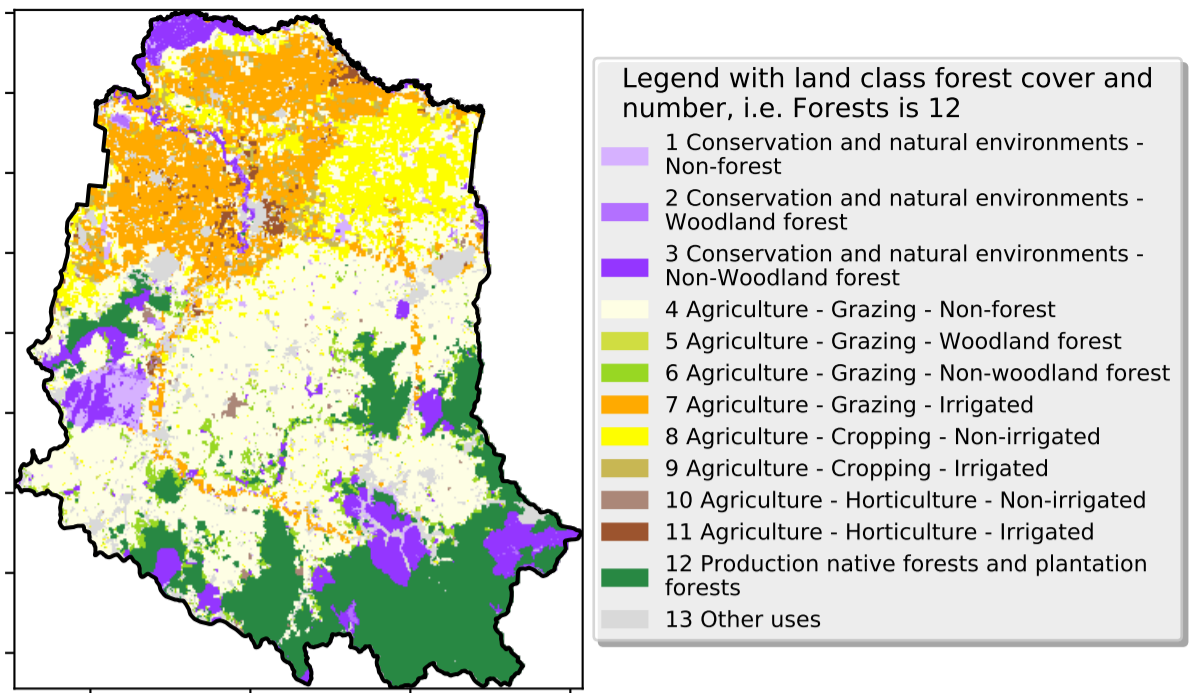 Legend with land class forest cover and
number, i.e. Forests is 12
1 Conservation and natural environments -
Non-forest
2 Conservation and natural environments -
Woodland forest
3 Conservation and natural environments -
Non-Woodland forest
4 Agriculture - Grazing - Non-forest
5 Agriculture - Grazing - Woodland forest
6 Agriculture - Grazing - Non-woodland forest
7 Agriculture - Grazing - Irrigated
8 Agriculture - Cropping - Non-irrigated
9 Agriculture - Cropping - Irrigated
10 Agriculture - Horticulture - Non-irrigated
11 Agriculture - Horticulture - Irrigated
12 Production native forests and plantation
forests
13 Other uses